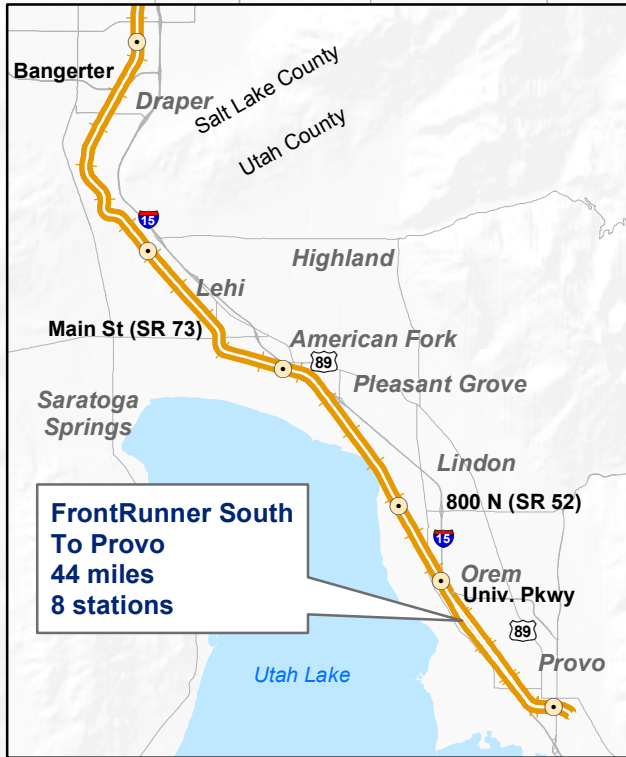 Bangerter
Draper
Salt Lake County
Utah County
15
Highland
Lehi
Main St (SR 73)
American Fork
89
Pleasant Grove
Saratoga
Springs
Lindon
800 N (SR 52)
FrontRunner South
To Provo
44 miles
8 stations
15
Orem
Univ. Pkwy
89
Provo
Utah Lake